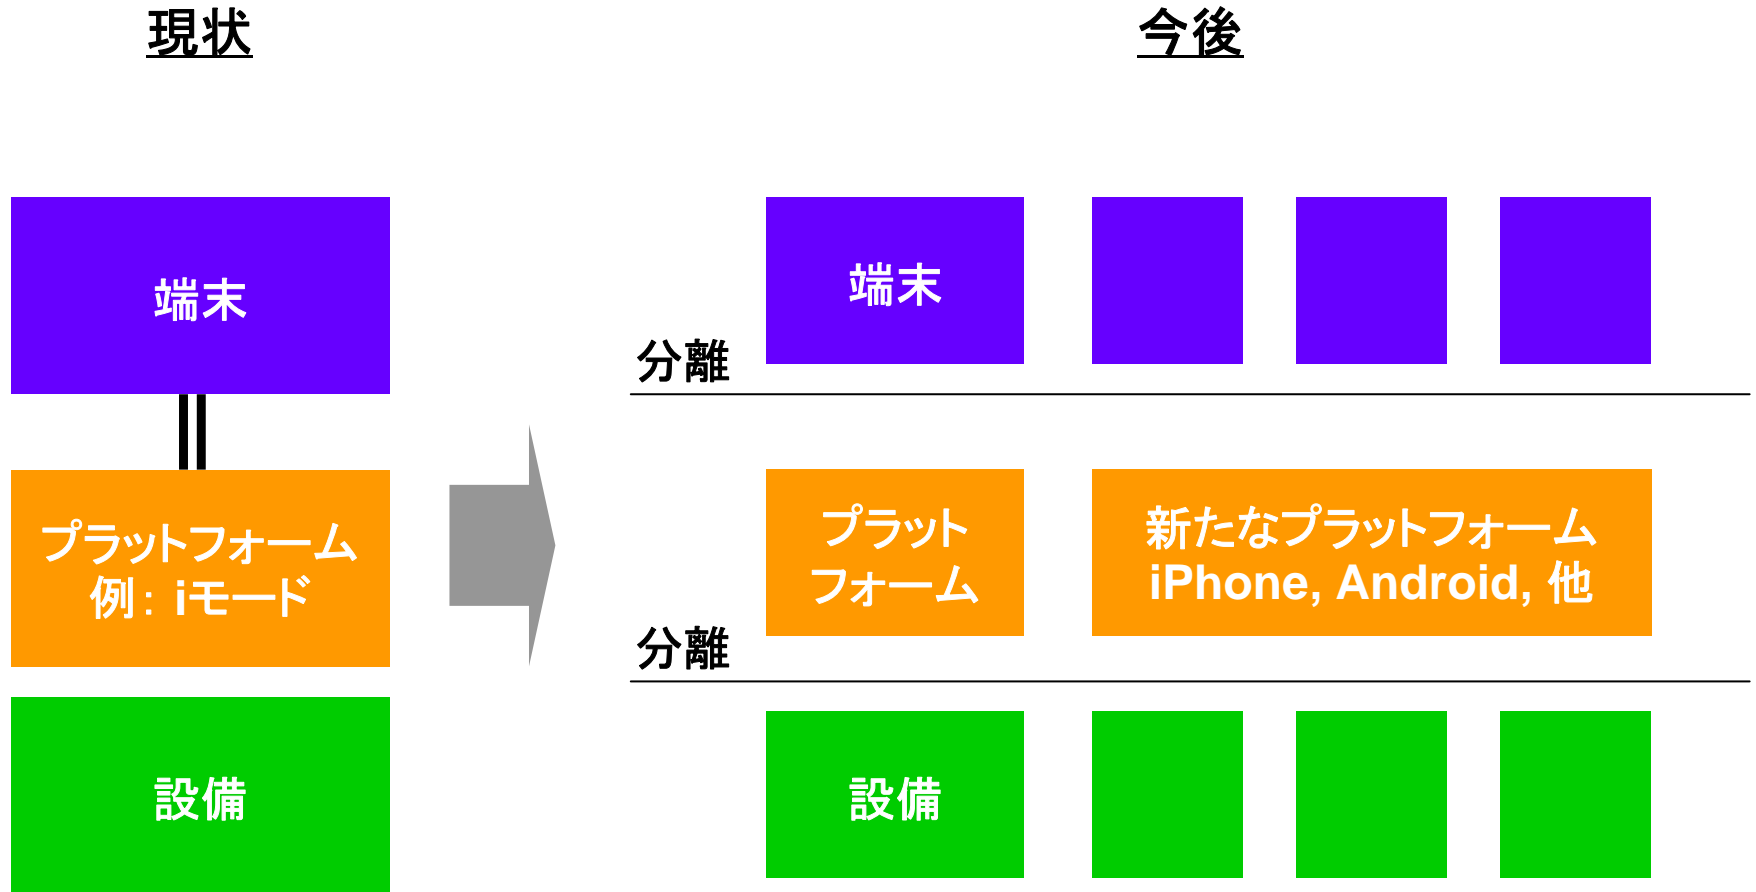 現状
今後
端末
プラットフォーム
例： iモード
設備
端末
分離
プラット
フォーム
新たなプラットフォーム
iPhone, Android, 他
分離
設備